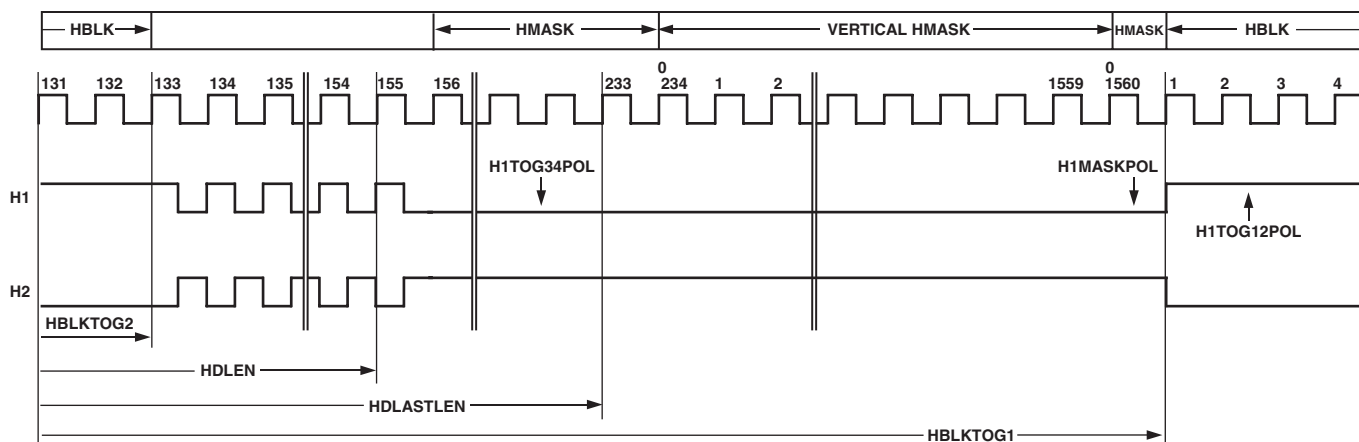 HBLK HMASK VERTICAL HMASK HMASK HBLK
0 0
131 132 133 134 135 154 155 156 233 234 1 2 1559 1560 1 2 3 4
H1TOG34POL H1MASKPOL
H1
H1TOG12POL
H2
HBLKTOG2
HDLEN
HDLASTLEN
HBLKTOG1